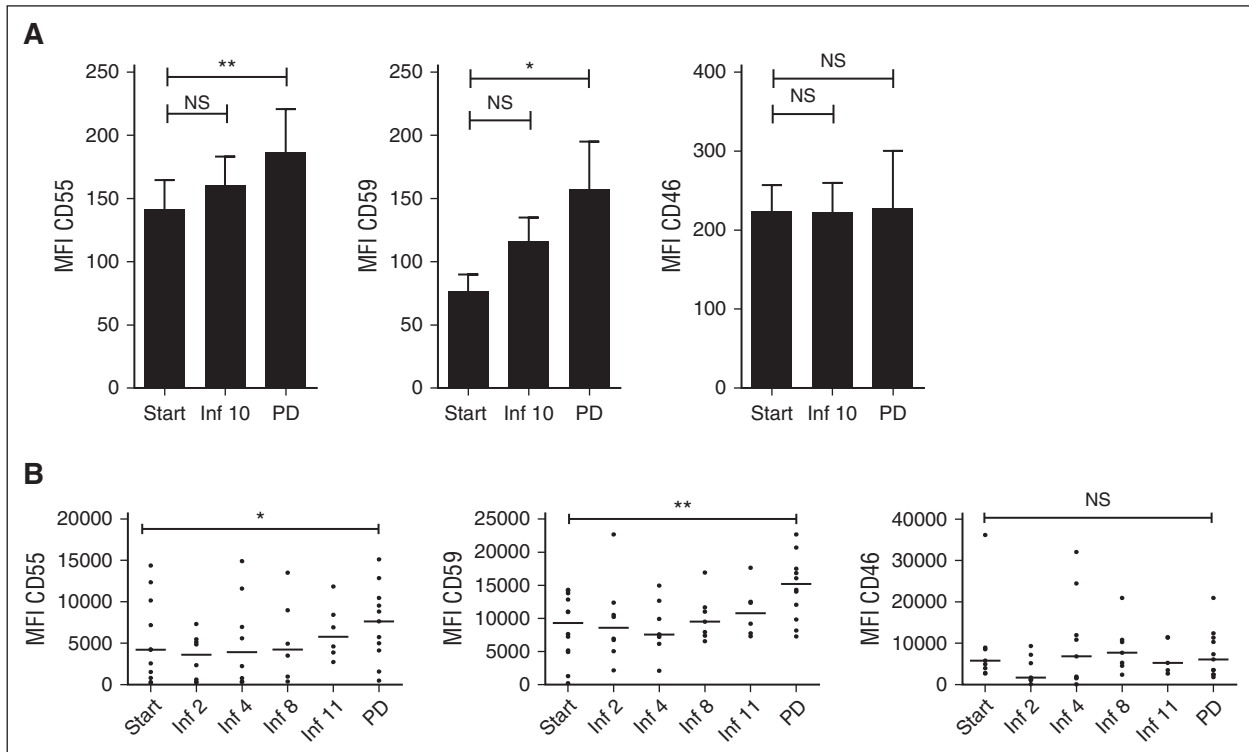 A
250
200
150
100
50
0
MFI CD55
**
NS
Start Inf 10 PD
250
200
150
100
50
0
MFI CD59
*
NS
Start Inf 10 PD
400
300
200
100
0
MFI CD46
NS
NS
Start Inf 10 PD
B
20000
15000
10000
5000
0
MFI CD55
*
Start Inf 2 Inf 4 Inf 8 Inf 11 PD
25000
20000
15000
10000
5000
0
MFI CD59
**
Start Inf 2 Inf 4 Inf 8 Inf 11 PD
40000
30000
20000
10000
0
MFI CD46
NS
Start Inf 2 Inf 4 Inf 8 Inf 11 PD